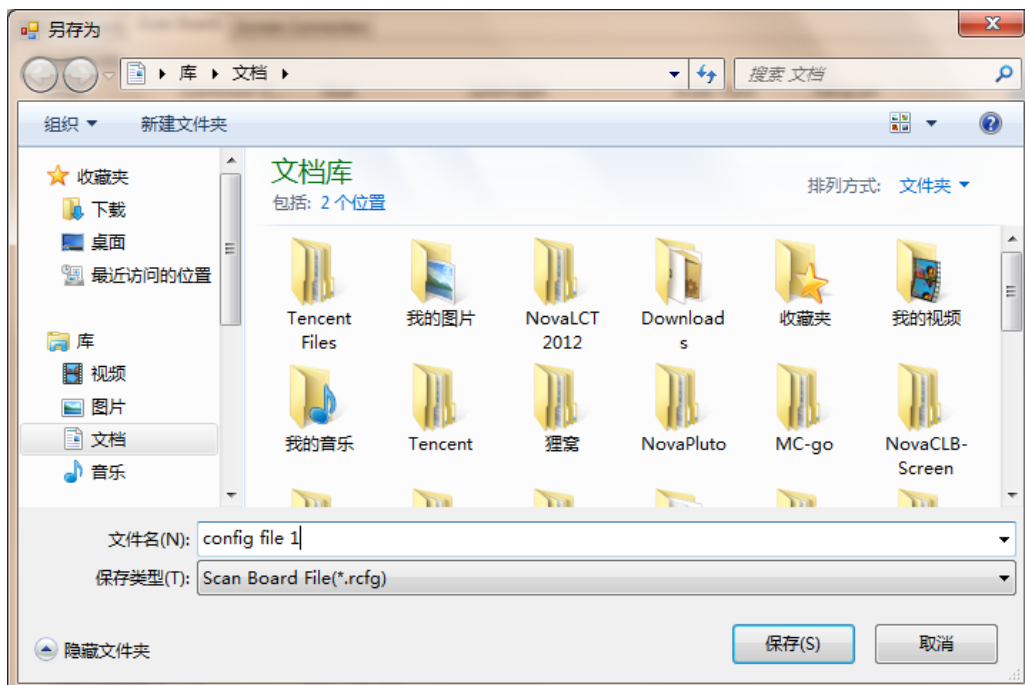 另存为
库 文档
搜索 文档
组织 新建文件夹
收藏夹
下载
桌面
最近访问的位置
库
视频
图片
文档
音乐
文档库
包括: 2 个位置
排列方式: 文件夹
Tencent Files
我的图片
NovaLCT 2012
Downloads
收藏夹
我的视频
我的音乐
Tencent
狸窝
NovaPluto
MC-go
NovaCLB-Screen
文件名(N): config file 1
保存类型(T): Scan Board File(*.rcfg)
隐藏文件夹
保存(S)
取消